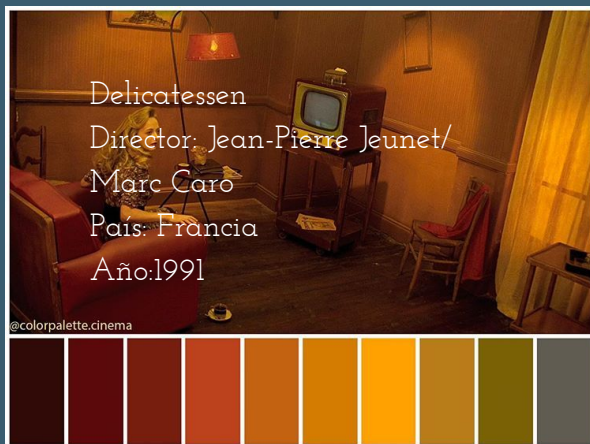 Delicatessen
Director: Jean-Pierre Jeunet/
Marc Caro
País: Francia
Año:1991
@colorpalette.cinema